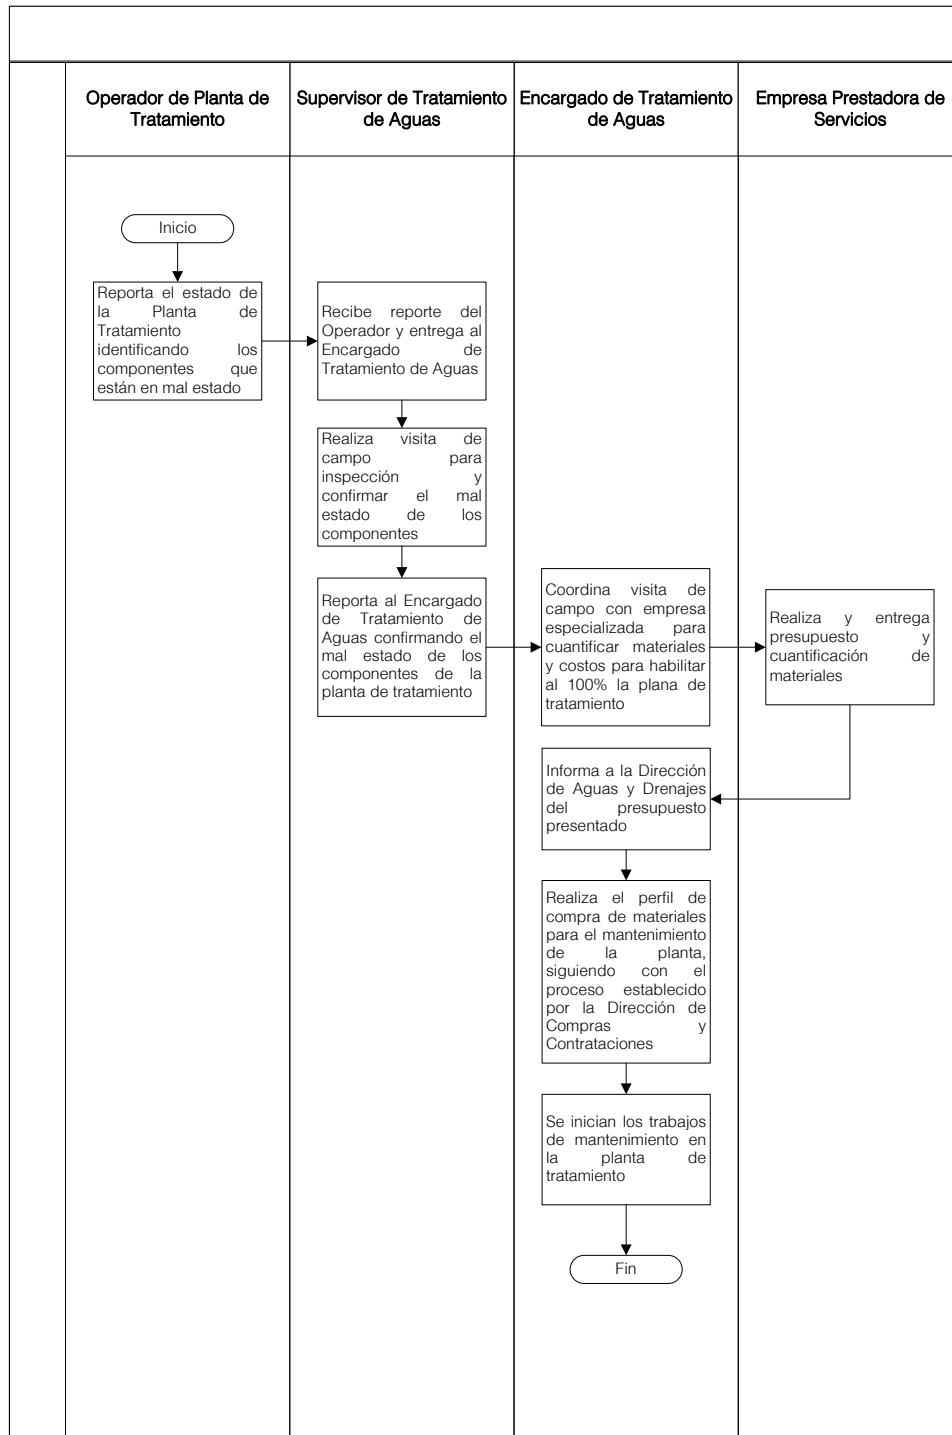 Operador de Planta de
Tratamiento
Supervisor de Tratamiento
de Aguas
Encargado de Tratamiento
de Aguas
Empresa Prestadora de
Servicios
Inicio
Reporta el estado de
la Planta de
Tratamiento
identificando los
componentes que
están en mal estado
Recibe reporte del
Operador y entrega al
Encargado de
Tratamiento de Aguas
Realiza visita de
campo para
inspección y
confirmar el mal
estado de los
componentes
Reporta al Encargado
de Tratamiento de
Aguas confirmando el
mal estado de los
componentes de la
planta de tratamiento
Coordina visita de
campo con empresa
especializada para
cuantificar materiales
y costos para habilitar
al 100% la plana de
tratamiento
Realiza y entrega
presupuesto y
cuantificación de
materiales
Informa a la Dirección
de Aguas y Drenajes
del presupuesto
presentado
Realiza el perfil de
compra de materiales
para el mantenimiento
de la planta,
siguiendo con el
proceso establecido
por la Dirección de
Compras y
Contrataciones
Se inician los trabajos
de mantenimiento en
la planta de
tratamiento
Fin